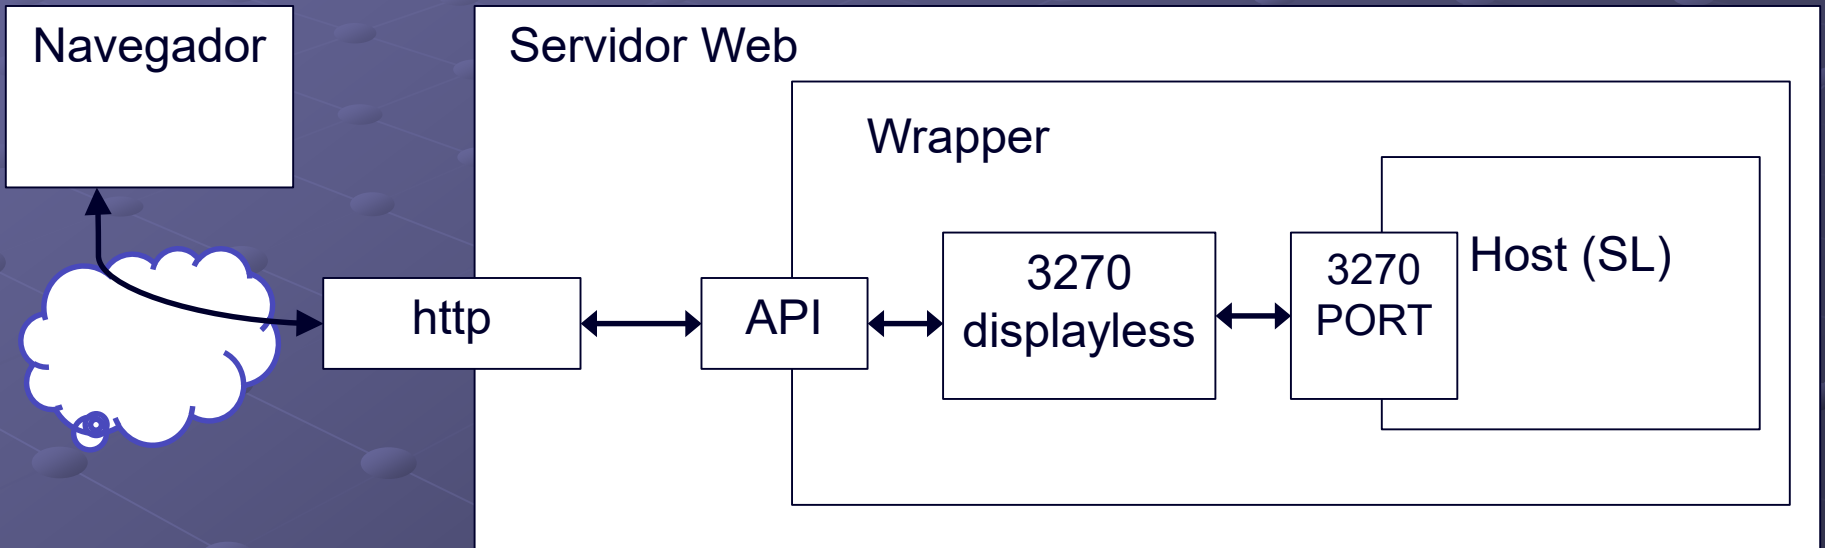 Navegador
Servidor Web
Wrapper
http
API
3270
displayless
3270
PORT
Host (SL)